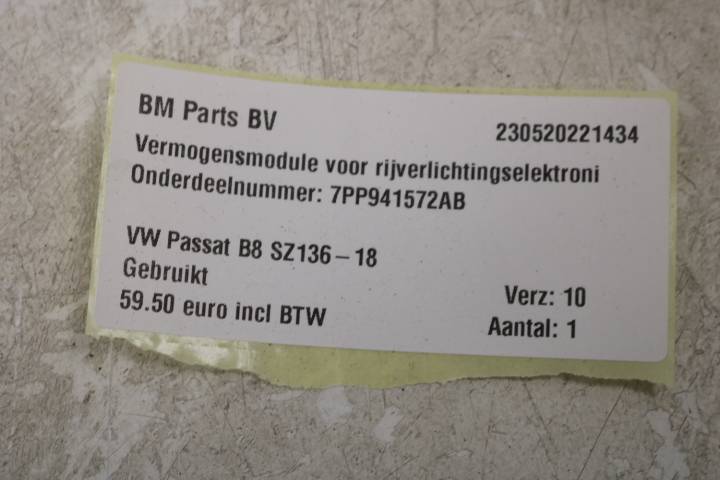 BM Parts BV 230520221434
Vermogensmodule voor rijverlichtingselektroni
Onderdeelnummer: 7PP941572AB
VW Passat B8 SZ136-18
Gebruikt Verz: 10
59.50 euro incl BTW Aantal: 1